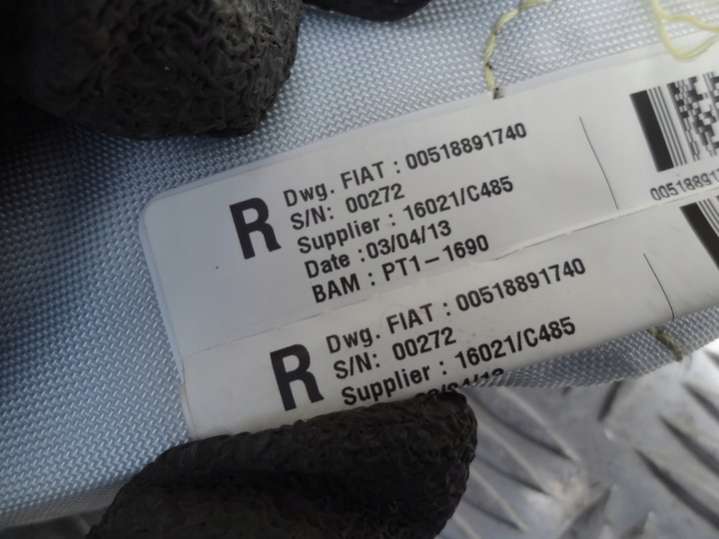 R
Dwg. FIAT : 00518891740
S/N: 00272
Supplier : 16021/C485
Date :03/04/13
BAM : PT1-1690
R
Dwg. FIAT : 00518891740
S/N: 00272
Supplier : 16021/C485